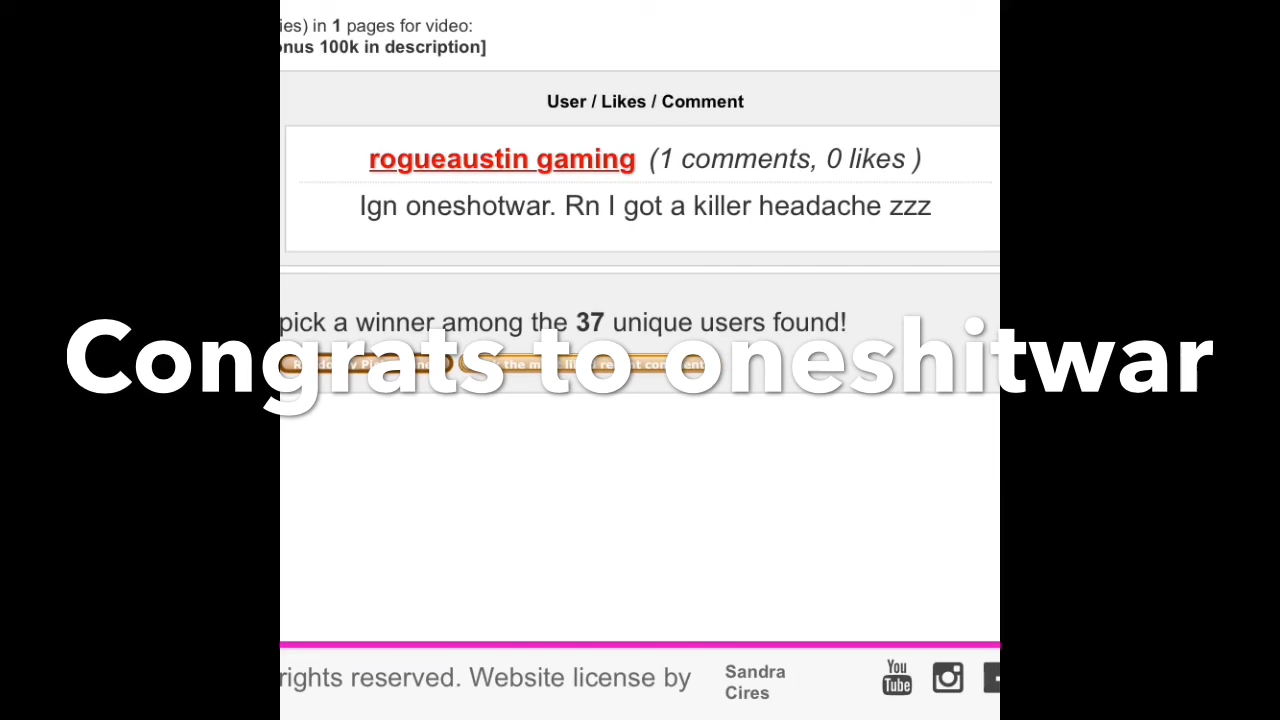 ies) in 1 pages for video:
onus 100k in description]
User / Likes / Comment
rogueaustin gaming (1 comments, 0 likes )
Ign oneshotwar. Rn I got a killer headache zzz
pick a winner among the 37 unique users found!
Congrats to oneshitwar
rights reserved. Website license by
Sandra
Cires
You
Tube